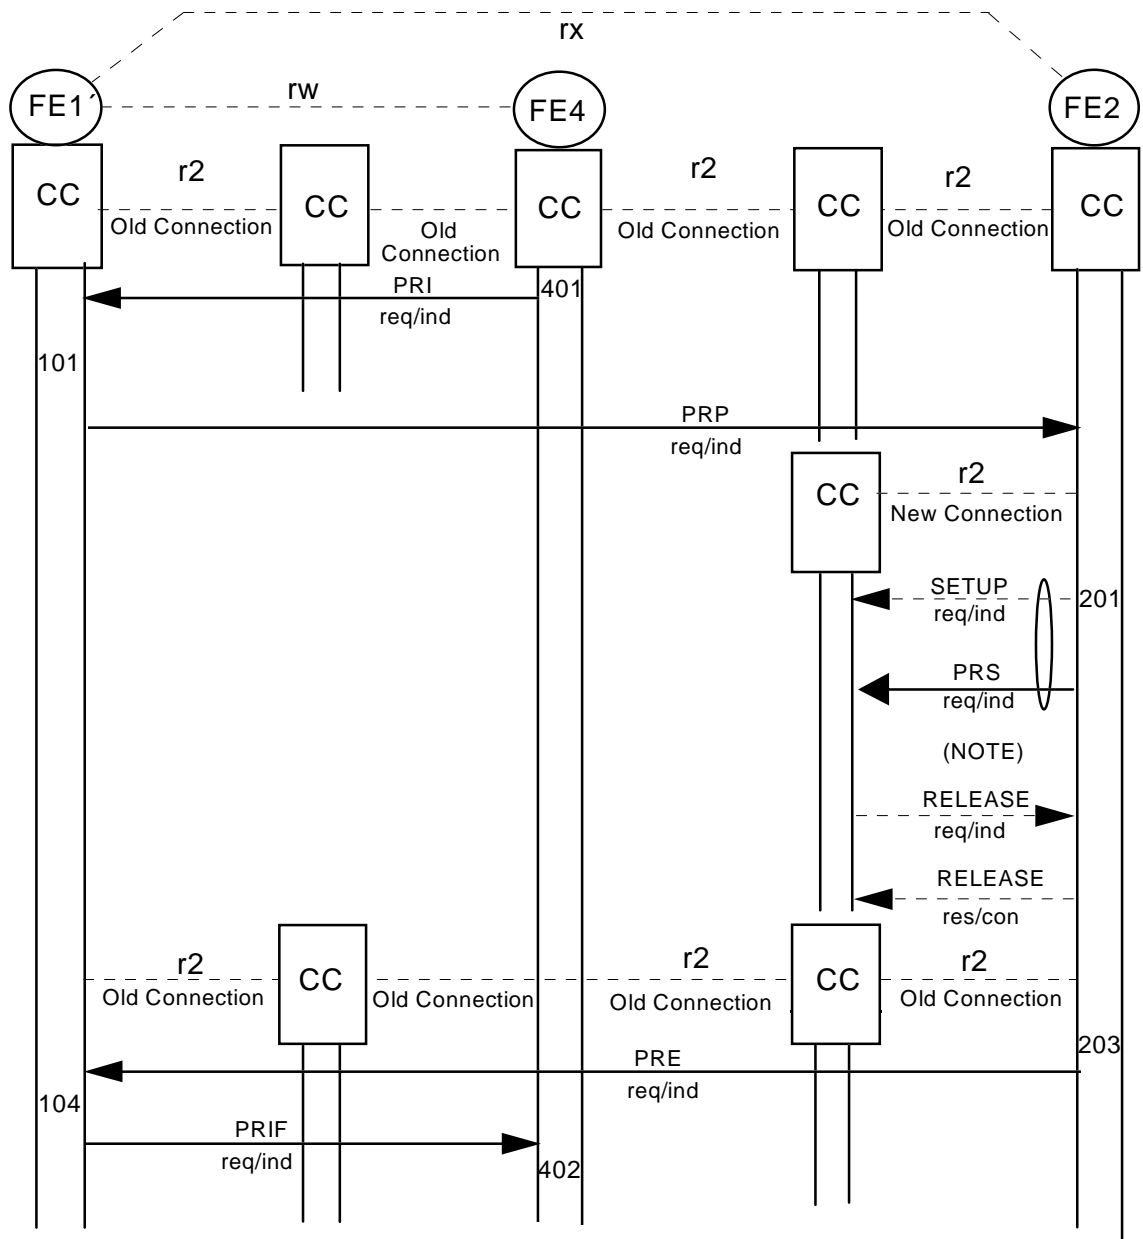 rx
FE1´
rw
FE4
FE2
CC
r2
CC
CC
r2
CC
r2
CC
Old Connection
Old
Connection
Old Connection
Old Connection
PRI
req/ind
401
101
PRP
req/ind
CC
r2
New Connection
SETUP
req/ind
201
PRS
req/ind
(NOTE)
RELEASE
req/ind
RELEASE
res/con
r2
Old Connection
CC
Old Connection
r2
Old Connection
CC
r2
Old Connection
203
PRE
req/ind
104
PRIF
req/ind
402